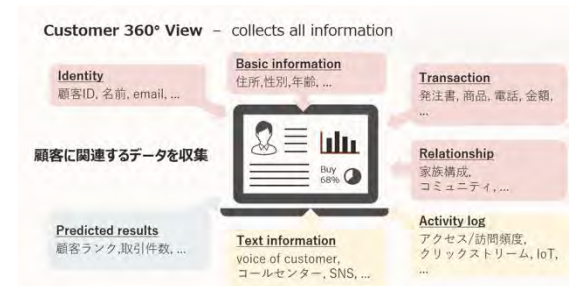 Customer 360° View – collects all information
Identity
顧客ID, 名前, email, ...
Basic information
住所,性別,年齢, ...
Transaction
発注書, 商品, 電話, 金額,
...
顧客に関連するデータを収集
Buy
68%
Relationship
家族構成,
コミュニティ, ...
Predicted results
顧客ランク,取引件数, ...
Text information
voice of customer,
コールセンター, SNS, ...
Activity log
アクセス/訪問頻度,
クリックストリーム, IoT,
...